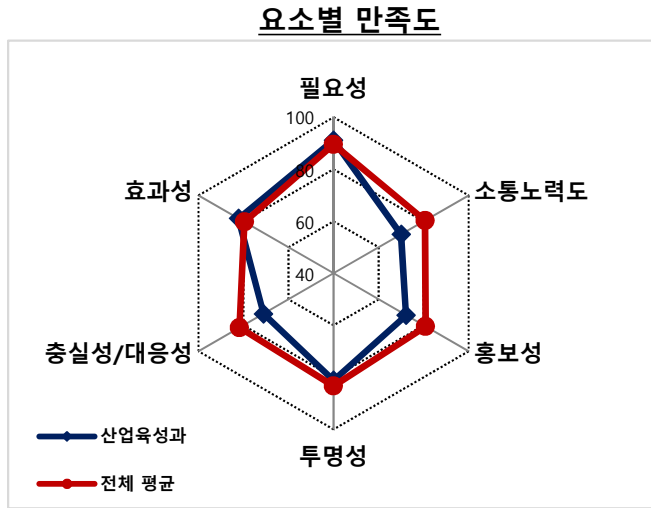 요소별 만족도
필요성
100
80
60
40
효과성
소통노력도
충실성/대응성
홍보성
투명성
산업육성과
전체 평균